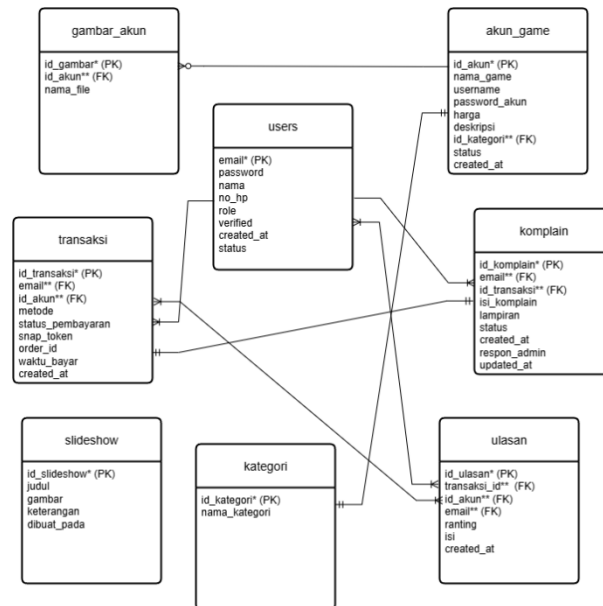 gambar_akun
id_gambar* (PK)
id_akun** (FK)
nama_file
akun_game
id_akun* (PK)
nama_game
username
password_akun
harga
deskripsi
id_kategori** (FK)
status
created_at
users
email* (PK)
password
nama
no_hp
role
verified
created_at
status
transaksi
id_transaksi* (PK)
email** (FK)
id_akun** (FK)
metode
status_pembayaran
snap_token
order_id
waktu_bayar
created_at
komplain
id_komplain* (PK)
email** (FK)
id_transaksi** (FK)
isi_komplain
lampiran
status
created_at
respon_admin
updated_at
slideshow
id_slideshow* (PK)
judul
gambar
keterangan
dibuat_pada
kategori
id_kategori* (PK)
nama_kategori
ulasan
id_ulasan* (PK)
transaksi_id** (FK)
id_akun** (FK)
email** (FK)
ranting
isi
created_at